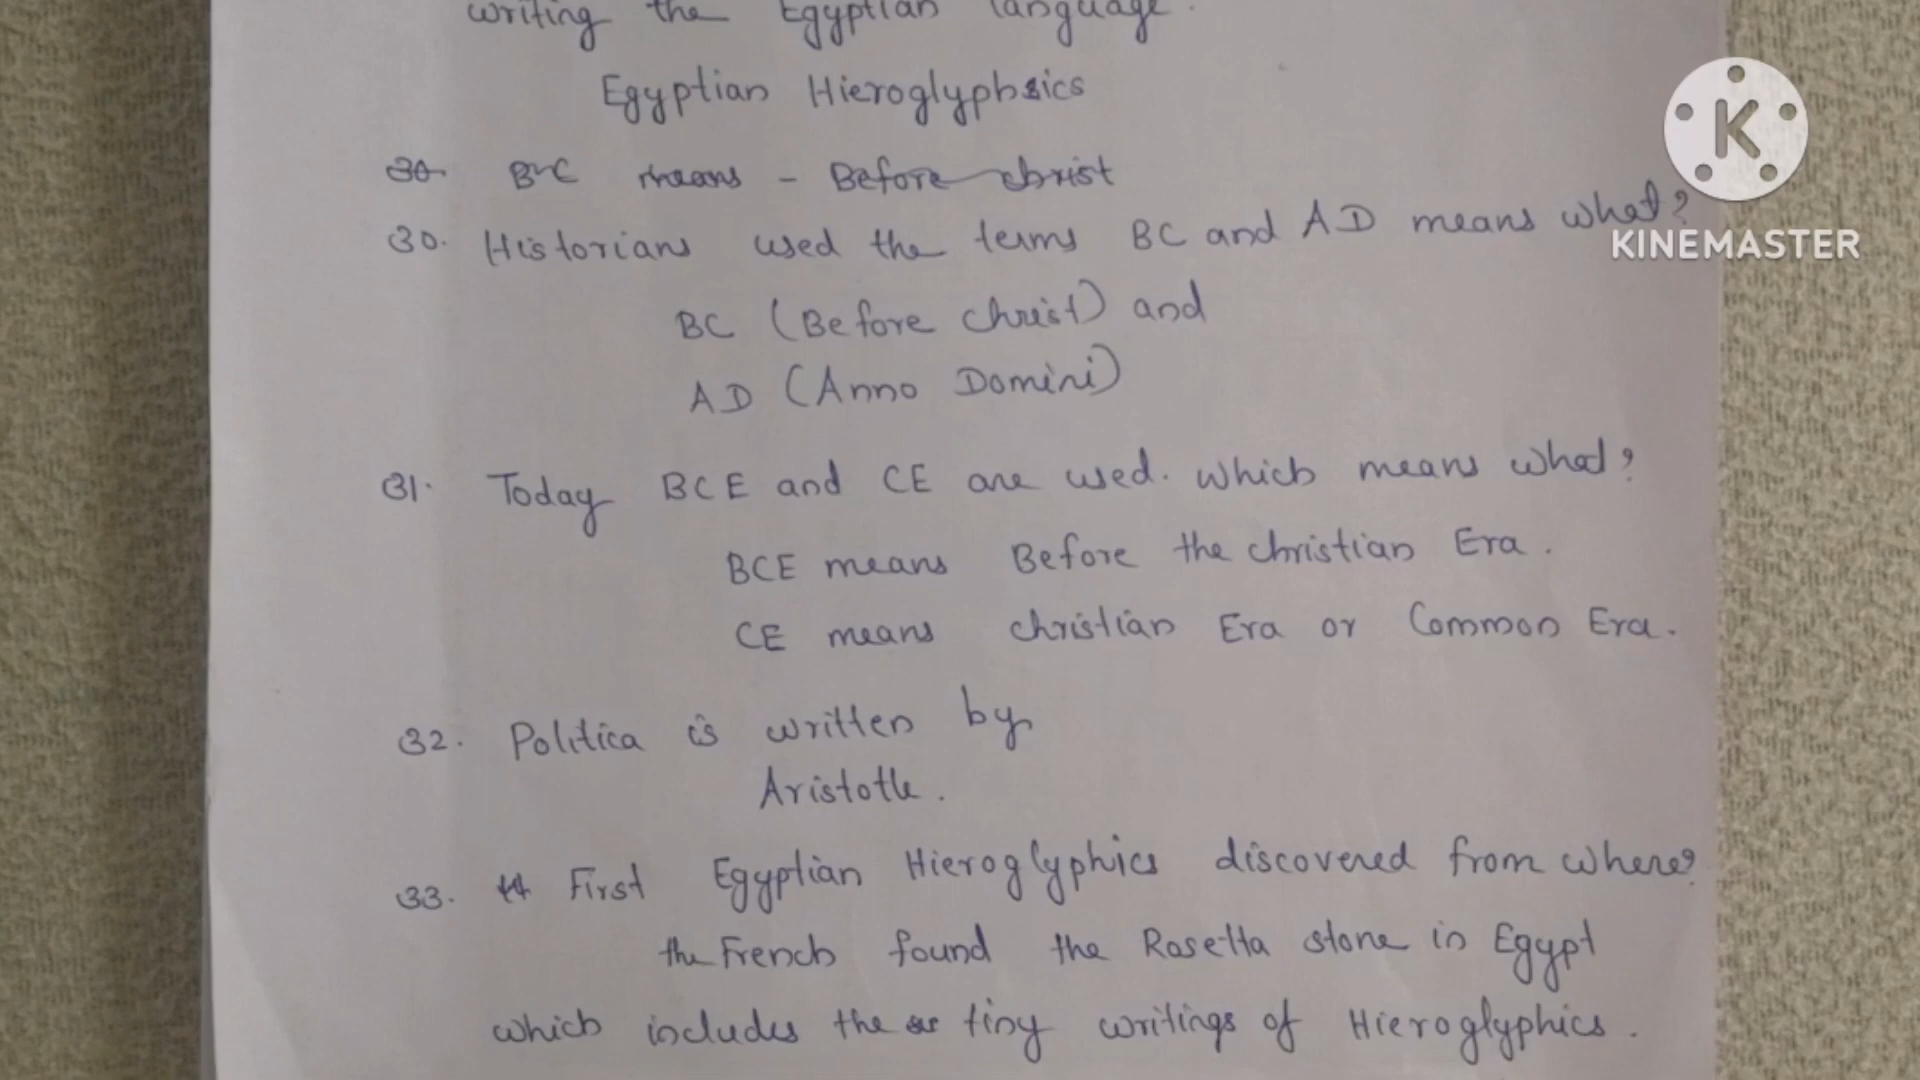 writing the Egyptian language.
Egyptian Hieroglyphics
30 BC means - Before christ
30. Historians used the terms BC and AD means what?
BC (Before Christ) and
AD (Anno Domini)
31. Today BCE and CE are used. Which means what?
BCE means Before the christian Era.
CE means christian Era or Common Era.
32. Politica is written by
Aristotle.
33. First Egyptian Hieroglyphics discovered from where?
the French found the Rosetta stone in Egypt
which includes the tiny writings of Hieroglyphics.
K
KINEMASTER